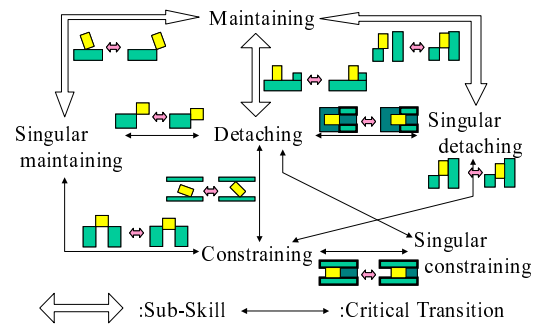 Maintaining
Singular
maintaining
Detaching
Singular
detaching
Constraining
Singular
constraining
:Sub-Skill
:Critical Transition